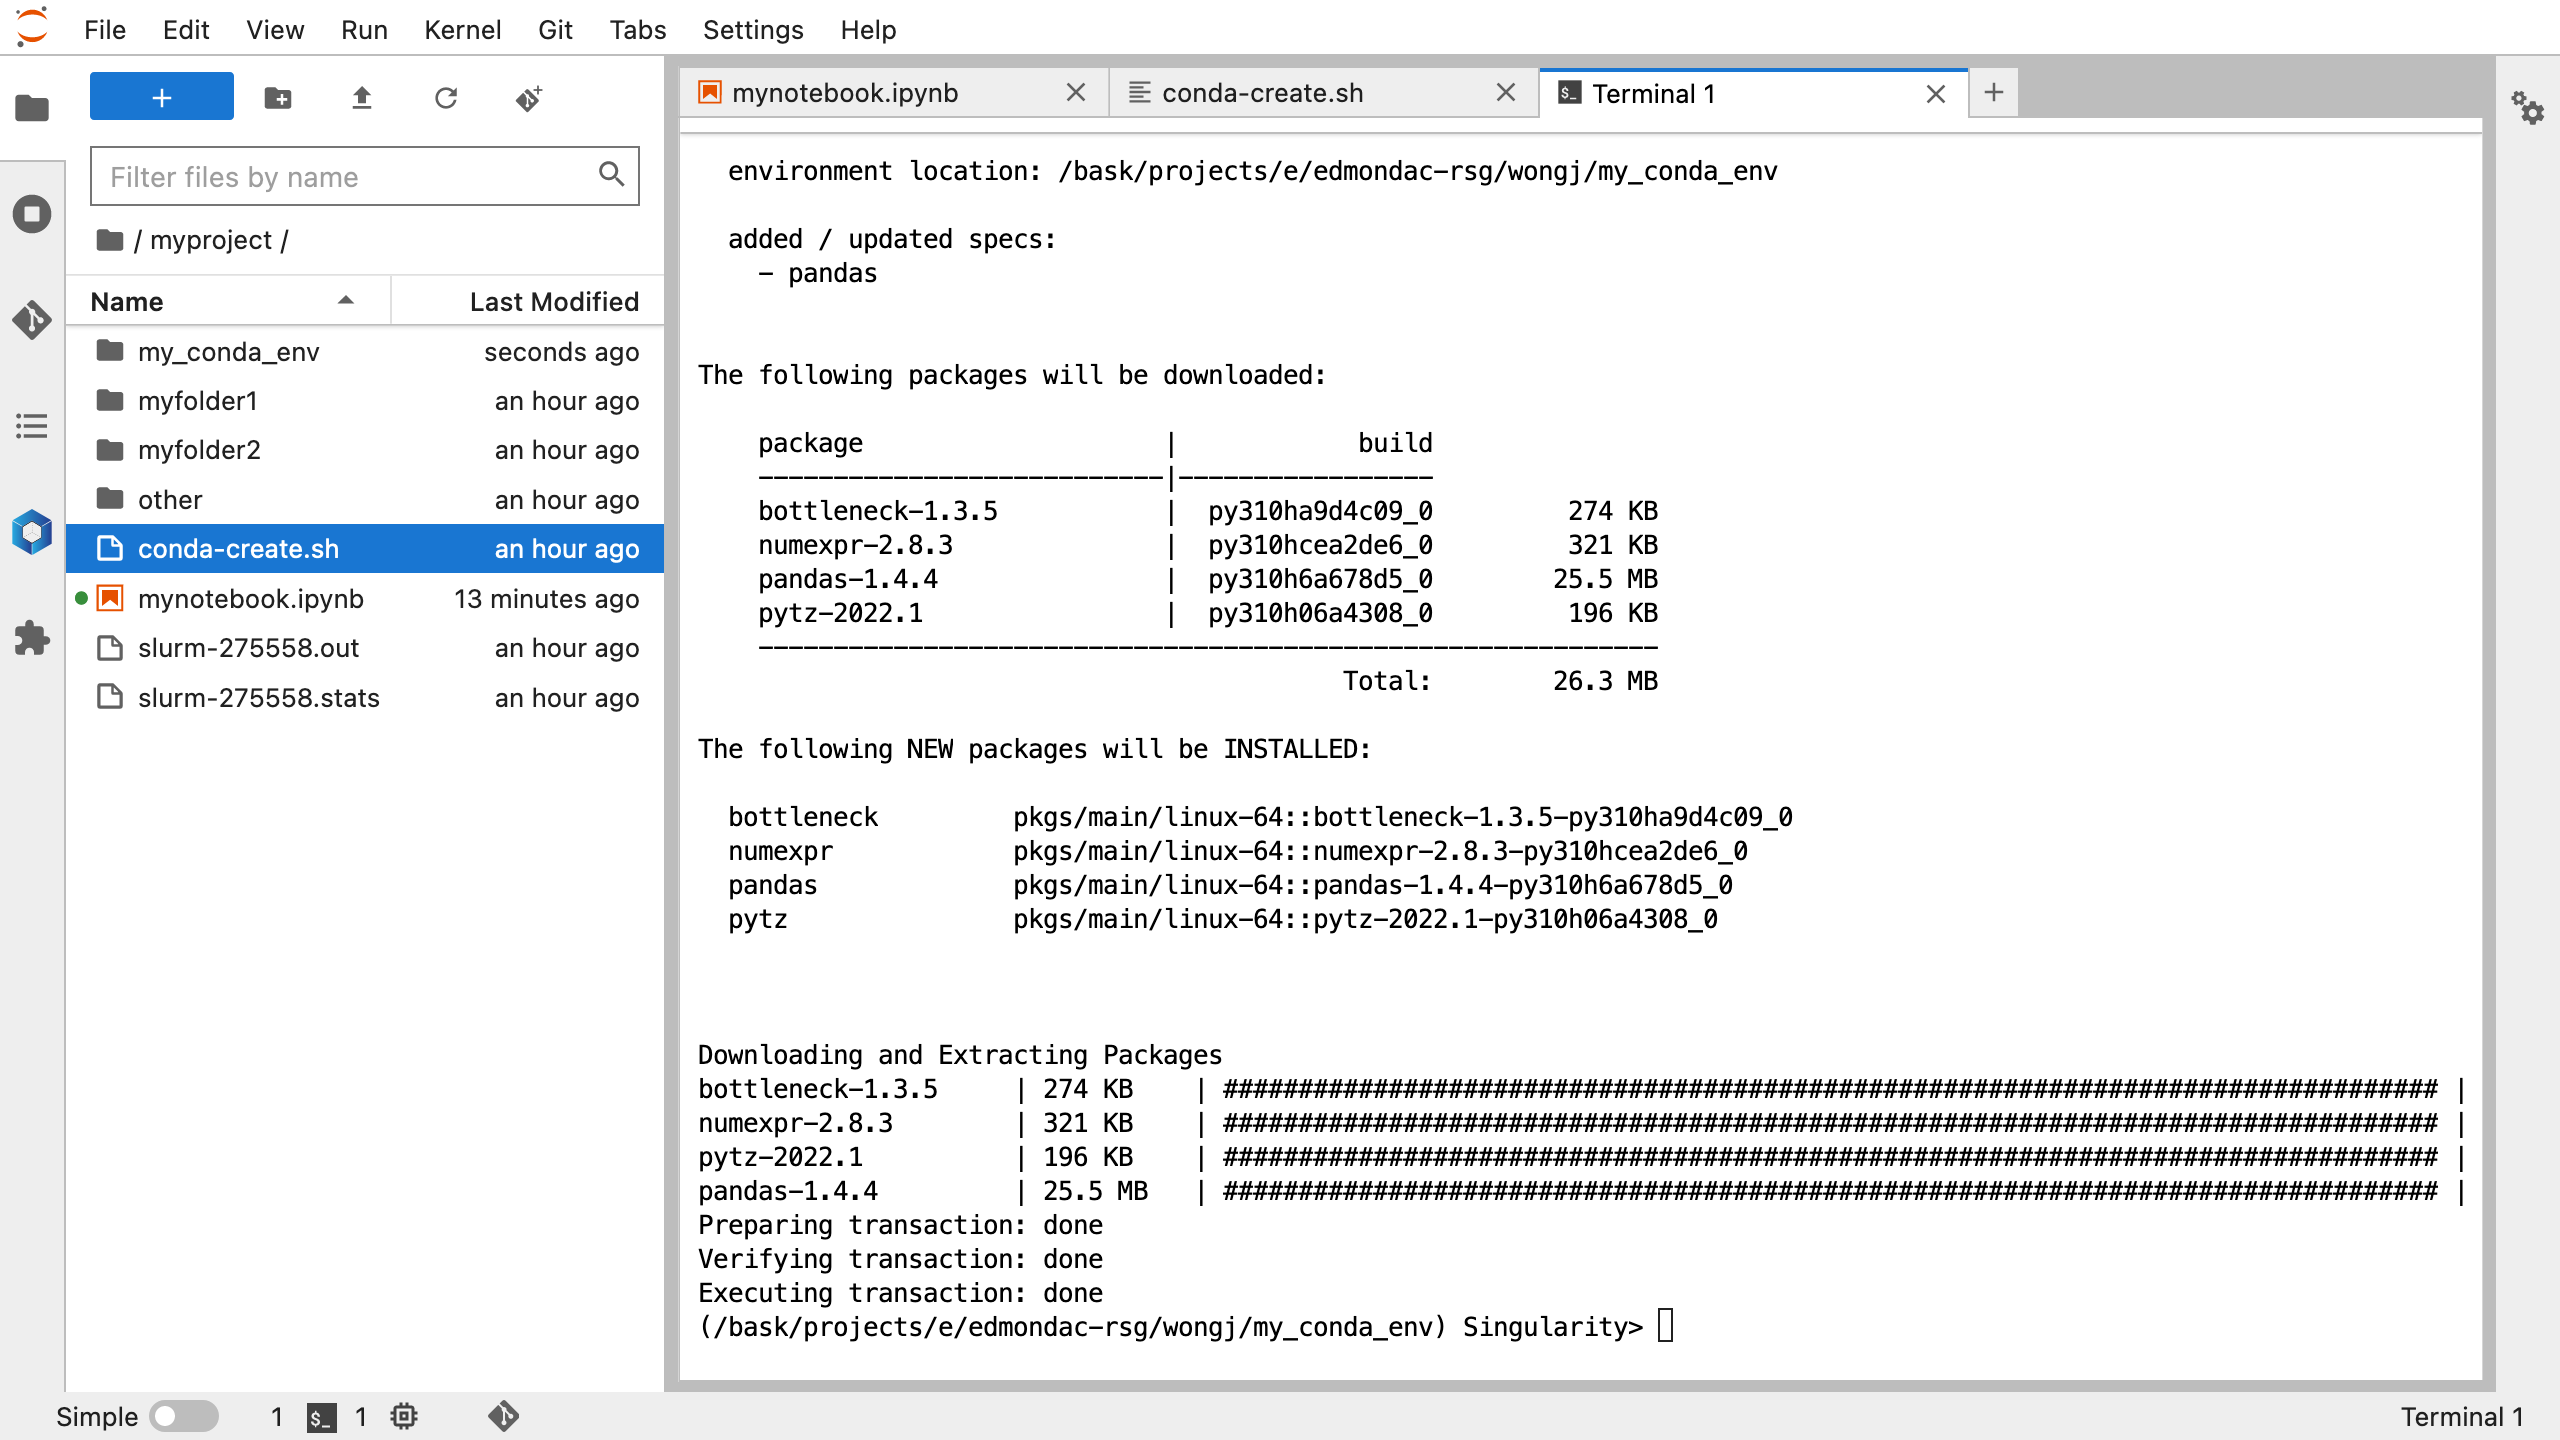 File Edit View Run Kernel Git Tabs Settings Help
+
Filter files by name
/ myproject /
Name Last Modified
my_conda_env seconds ago
myfolder1 an hour ago
myfolder2 an hour ago
other an hour ago
conda-create.sh an hour ago
mynotebook.ipynb 13 minutes ago
slurm-275558.out an hour ago
slurm-275558.stats an hour ago
mynotebook.ipynb conda-create.sh $_ Terminal 1 +
environment location: /bask/projects/e/edmondac-rsg/wongj/my_conda_env
added / updated specs:
- pandas
The following packages will be downloaded:
package | build
---------------------------|-----------------
bottleneck-1.3.5 | py310ha9d4c09_0 274 KB
numexpr-2.8.3 | py310hcea2de6_0 321 KB
pandas-1.4.4 | py310h6a678d5_0 25.5 MB
pytz-2022.1 | py310h06a4308_0 196 KB
------------------------------------------------------------
Total: 26.3 MB
The following NEW packages will be INSTALLED:
bottleneck pkgs/main/linux-64::bottleneck-1.3.5-py310ha9d4c09_0
numexpr pkgs/main/linux-64::numexpr-2.8.3-py310hcea2de6_0
pandas pkgs/main/linux-64::pandas-1.4.4-py310h6a678d5_0
pytz pkgs/main/linux-64::pytz-2022.1-py310h06a4308_0
Downloading and Extracting Packages
bottleneck-1.3.5 | 274 KB | ################################################################################# |
numexpr-2.8.3 | 321 KB | ################################################################################# |
pytz-2022.1 | 196 KB | ################################################################################# |
pandas-1.4.4 | 25.5 MB | ################################################################################# |
Preparing transaction: done
Verifying transaction: done
Executing transaction: done
(/bask/projects/e/edmondac-rsg/wongj/my_conda_env) Singularity>
Simple 1 $_ 1 Terminal 1